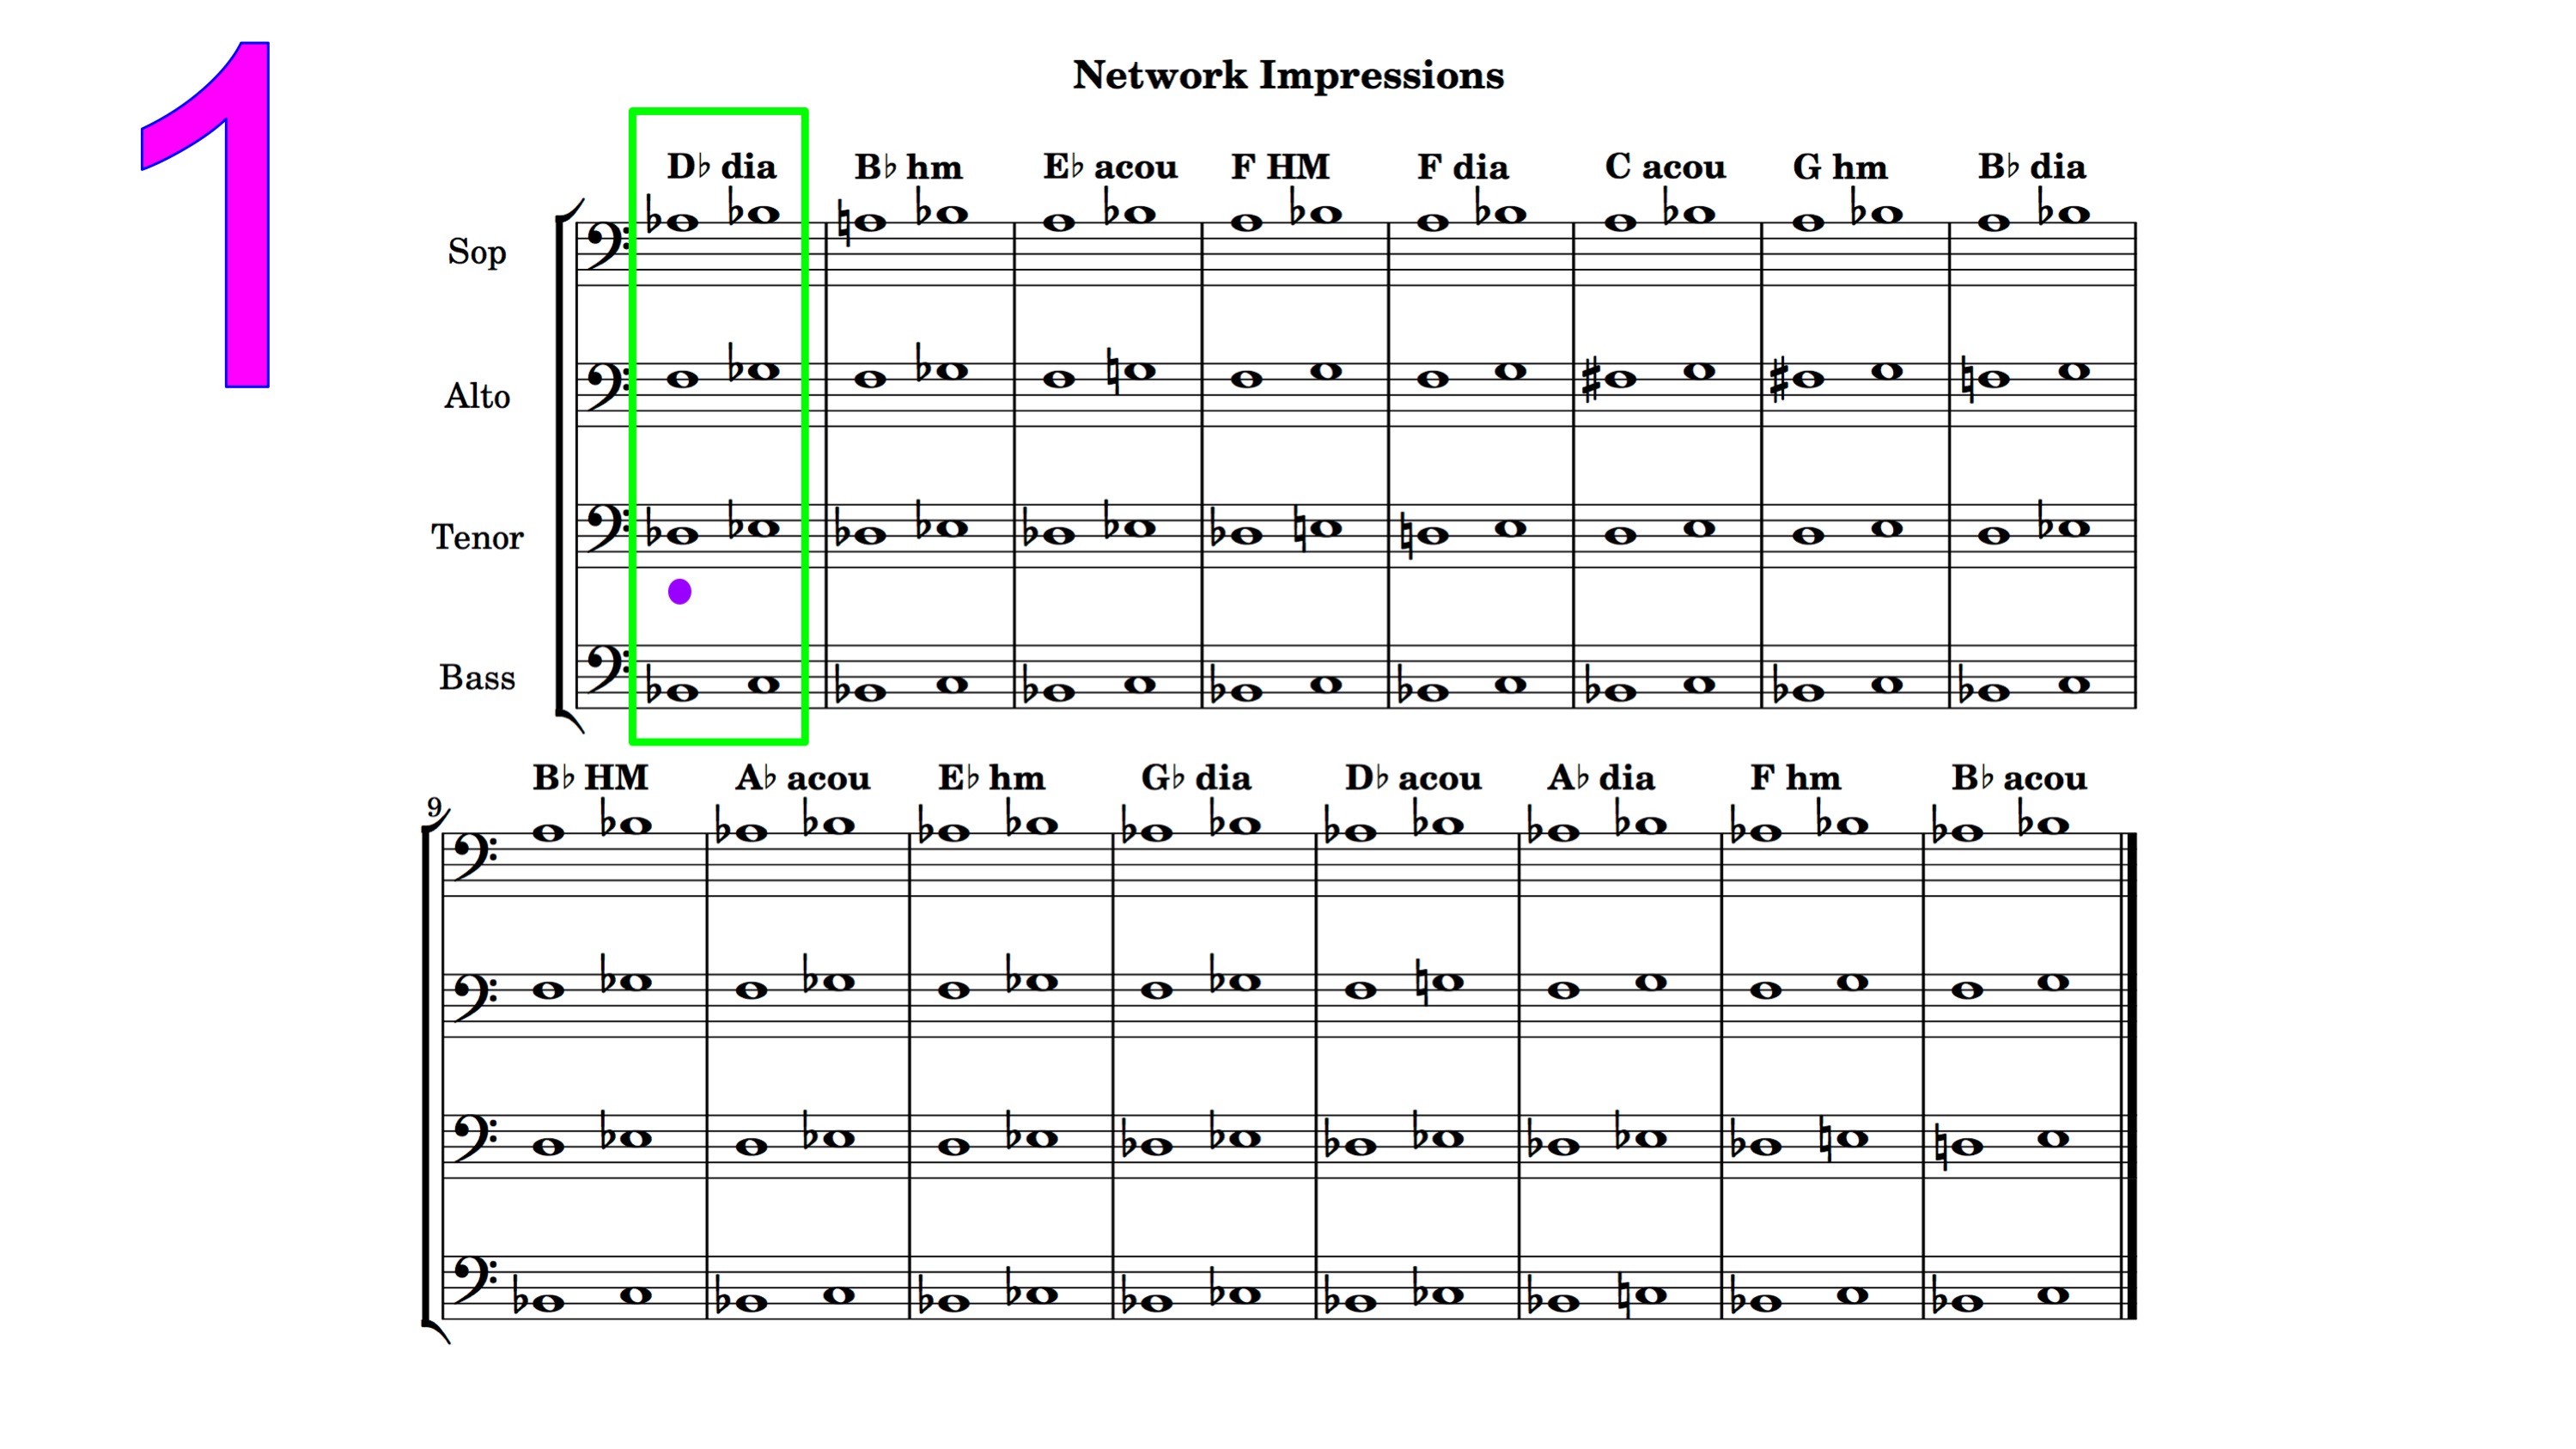 1
Network Impressions
D♭ dia B♭ hm E♭ acou F HM F dia C acou G hm B♭ dia
Sop
Alto
Tenor
Bass
B♭ HM A♭ acou E♭ hm G♭ dia D♭ acou A♭ dia F hm B♭ acou
9